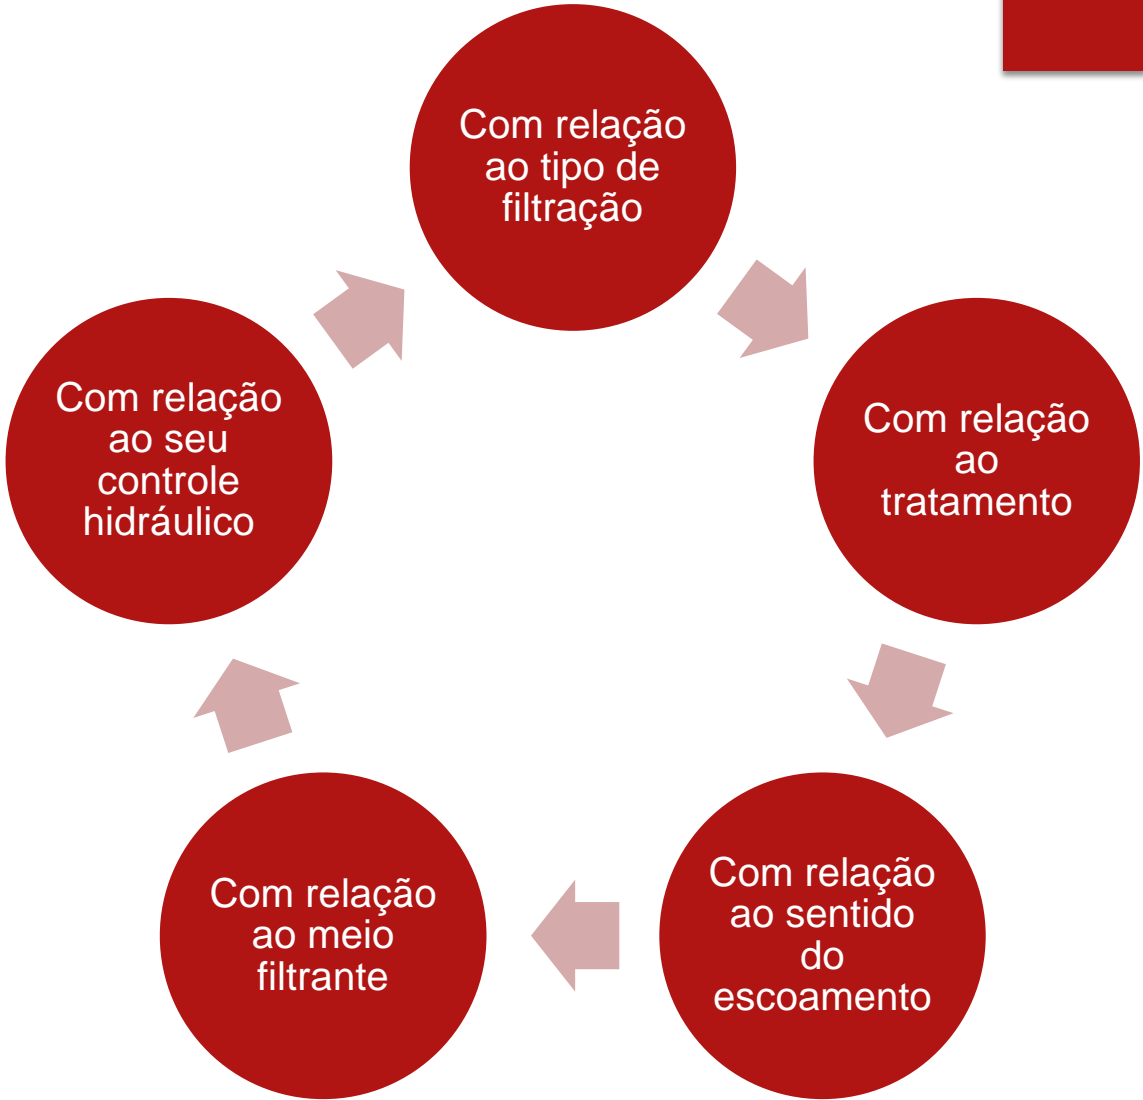 Com relação
ao tipo de
filtração
Com relação
ao
tratamento
Com relação
ao sentido
do
escoamento
Com relação
ao meio
filtrante
Com relação
ao seu
controle
hidráulico